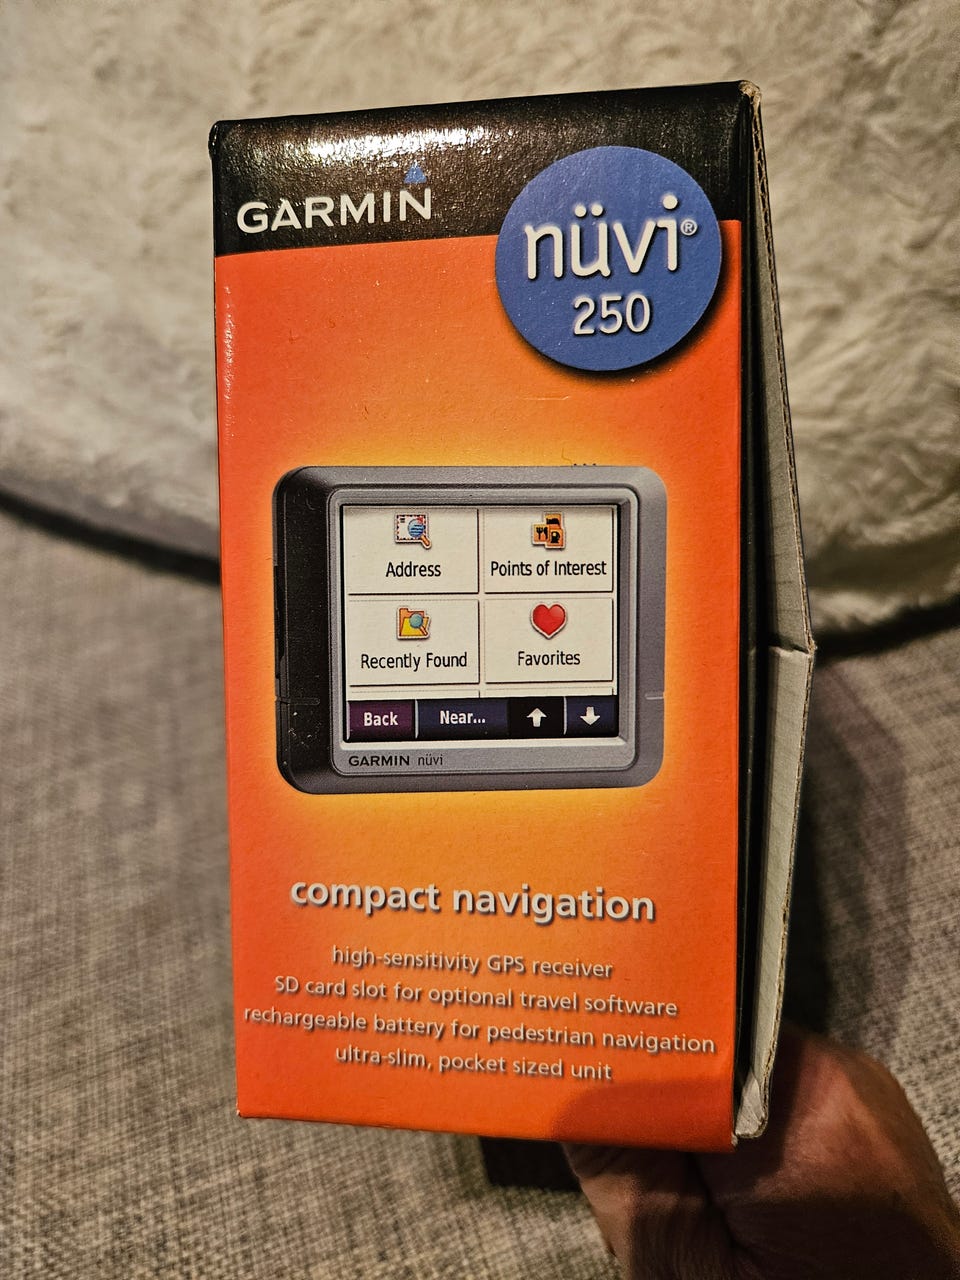 GARMIN
nüvi®
250
Address
Points of Interest
Recently Found
Favorites
Back
Near...
GARMIN nüvi
compact navigation
high-sensitivity GPS receiver
SD card slot for optional travel software
rechargeable battery for pedestrian navigation
ultra-slim, pocket sized unit